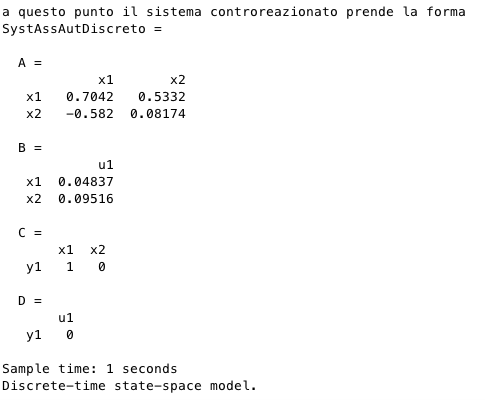 a questo punto il sistema controreazionato prende la forma
SystAssAutDiscreto =
A =
x1 x2
x1 0.7042 0.5332
x2 -0.582 0.08174
B =
u1
x1 0.04837
x2 0.09516
C =
x1 x2
y1 1 0
D =
u1
y1 0
Sample time: 1 seconds
Discrete-time state-space model.